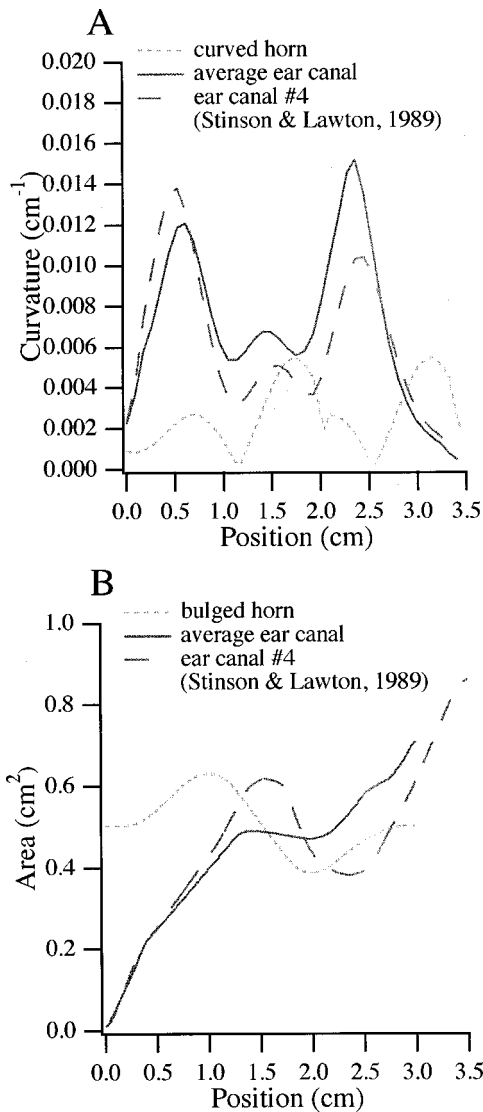 A
curved horn
average ear canal
ear canal #4
(Stinson & Lawton, 1989)
0.020
0.018
0.016
0.014
0.012
0.010
0.008
0.006
0.004
0.002
0.000
Curvature (cm-1)
0.0 0.5 1.0 1.5 2.0 2.5 3.0 3.5
Position (cm)
B
bulged horn
average ear canal
ear canal #4
(Stinson & Lawton, 1989)
1.0
0.8
0.6
0.4
0.2
0.0
Area (cm2)
0.0 0.5 1.0 1.5 2.0 2.5 3.0 3.5
Position (cm)